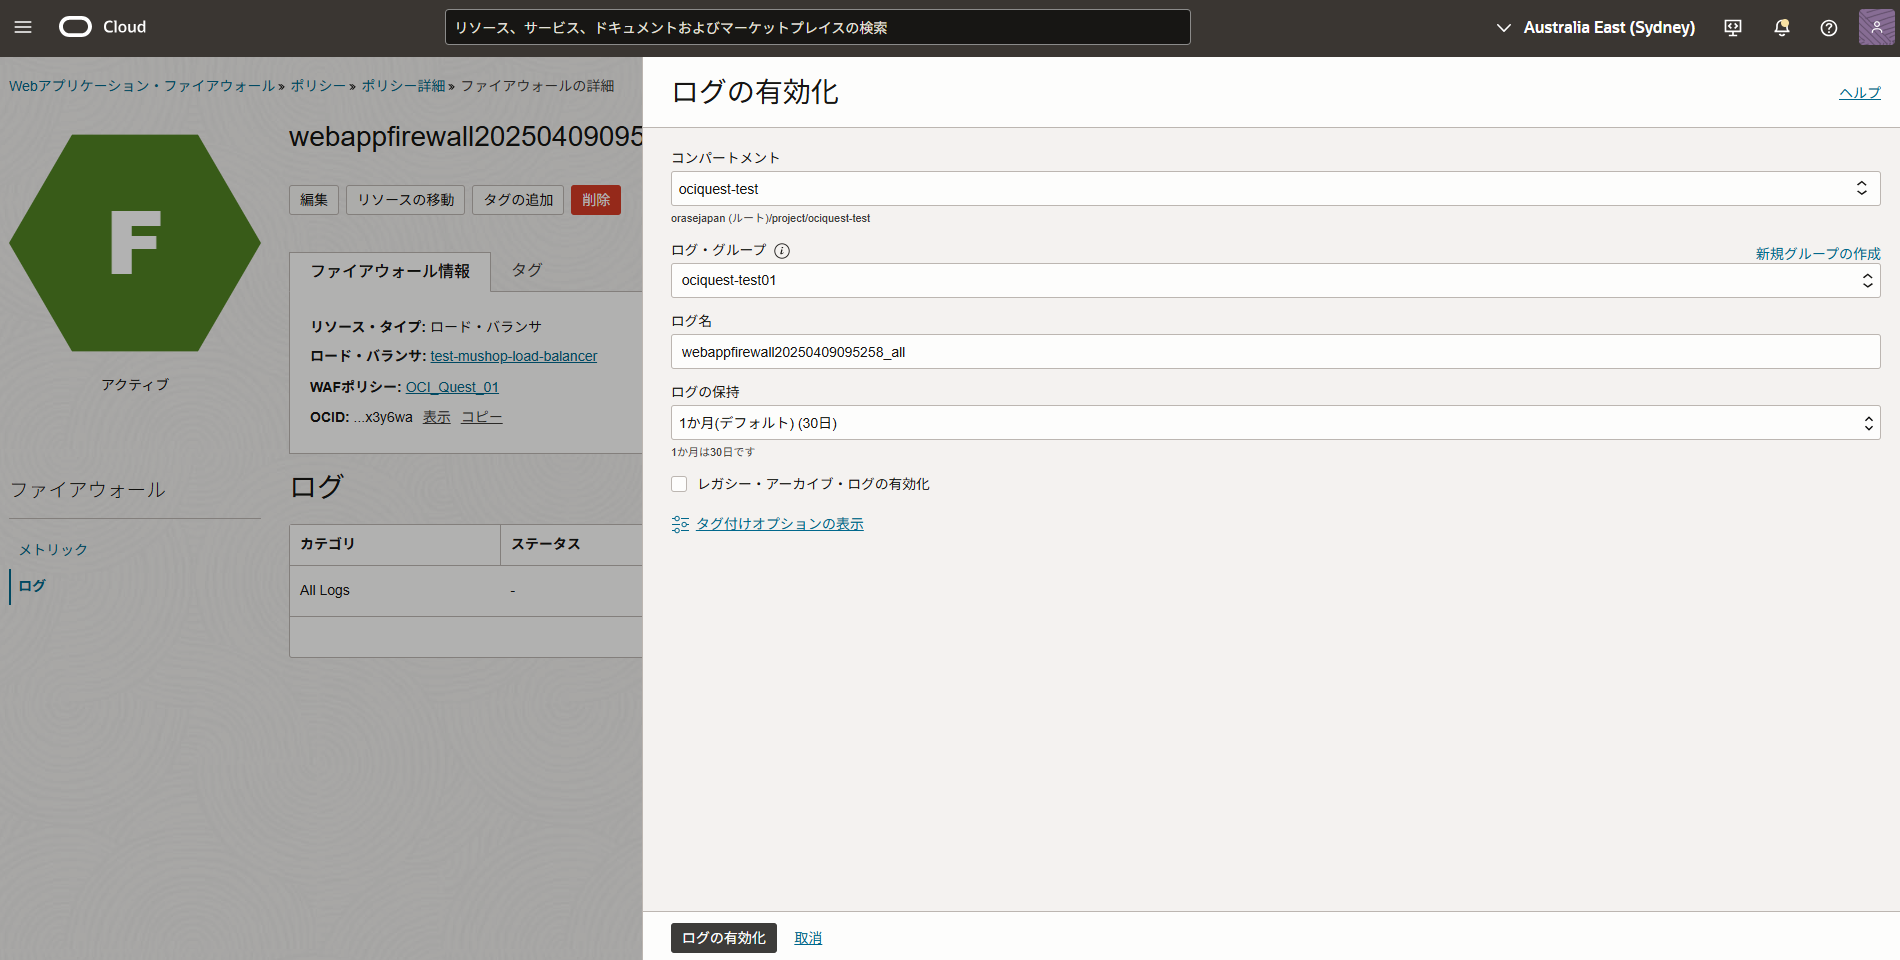 Cloud
リソース、サービス、ドキュメントおよびマーケットプレイスの検索
Australia East (Sydney)
Webアプリケーション・ファイアウォール » ポリシー » ポリシー詳細 » ファイアウォールの詳細
F
アクティブ
webappfirewall20250409095
編集 リソースの移動 タグの追加 削除
ファイアウォール情報 タグ
リソース・タイプ: ロード・バランサ
ロード・バランサ: test-mushop-load-balancer
WAFポリシー: OCI_Quest_01
OCID: ...x3y6wa 表示 コピー
ファイアウォール
メトリック
ログ
ログ
カテゴリ ステータス
All Logs -
ログの有効化
ヘルプ
コンパートメント
ociquest-test
orasejapan (ルート)/project/ociquest-test
ログ・グループ
新規グループの作成
ociquest-test01
ログ名
webappfirewall20250409095258_all
ログの保持
1か月(デフォルト) (30日)
1か月は30日です
レガシー・アーカイブ・ログの有効化
タグ付けオプションの表示
ログの有効化 取消